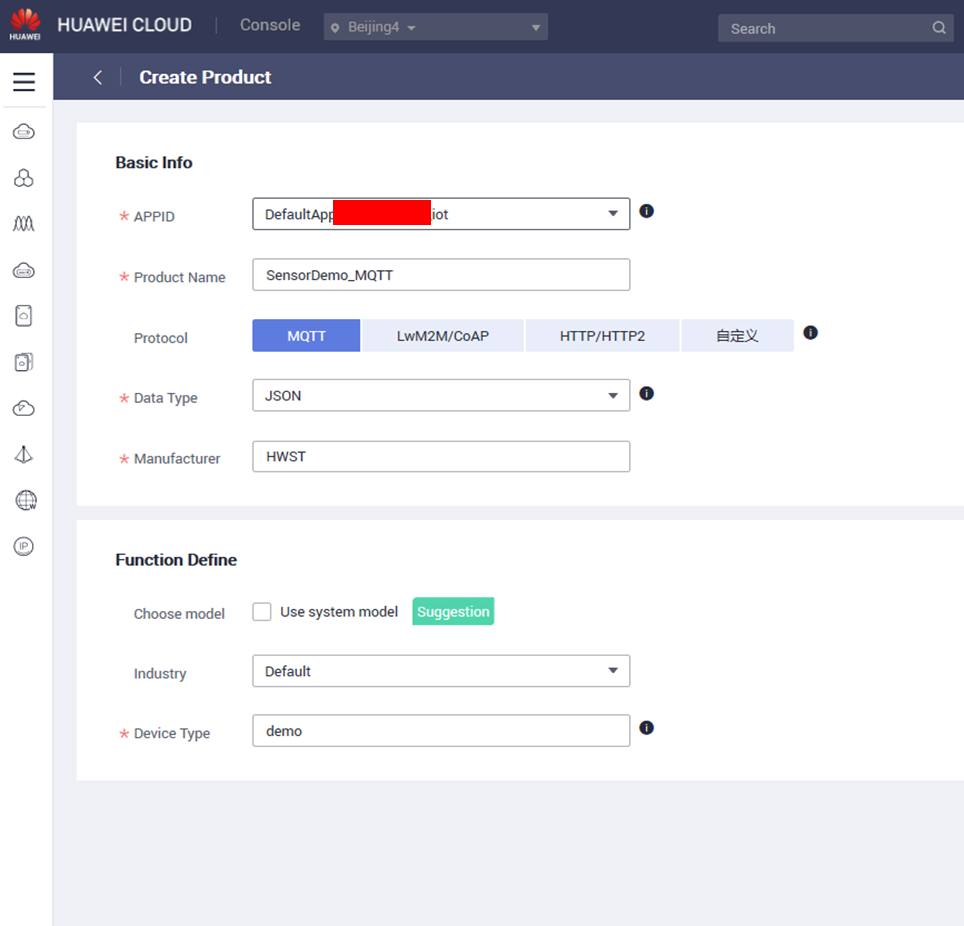 HUAWEI
HUAWEI CLOUD
Console
Beijing4
Search
Create Product
Basic Info
* APPID
DefaultApp
iot
* Product Name
SensorDemo_MQTT
Protocol
MQTT
LwM2M/CoAP
HTTP/HTTP2
自定义
* Data Type
JSON
* Manufacturer
HWST
Function Define
Choose model
Use system model
Suggestion
Industry
Default
* Device Type
demo
W
IP